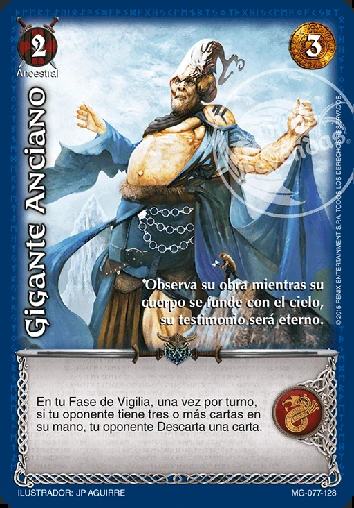 2
Ancestral
3
Gigante Anciano
Observa su obra mientras su
cuerpo se funde con el cielo,
su testimonio será eterno.
En tu Fase de Vigilia, una vez por turno,
si tu oponente tiene tres o más cartas en
su mano, tu oponente Descarta una carta.
ILUSTRADOR: JP AGUIRRE
MG-077-128